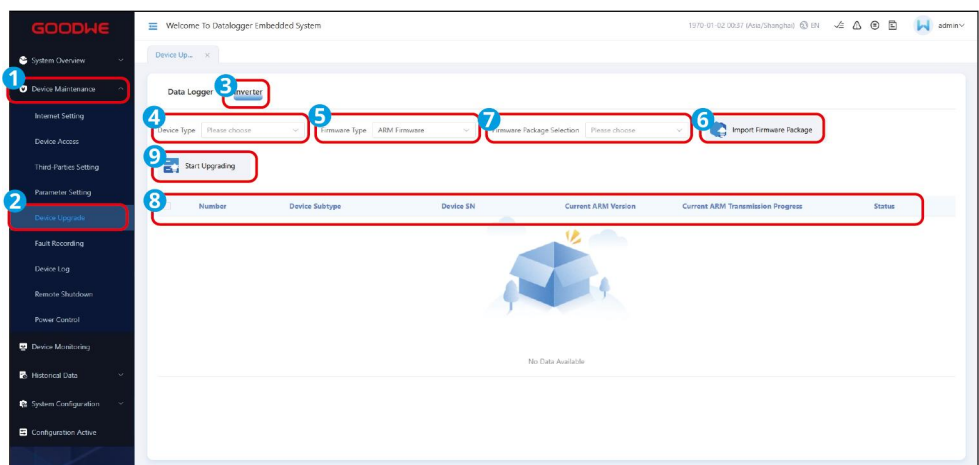 GOODWE
Welcome To Datalogger Embedded System
1970-01-02 00:37 (Asia/Shanghai) EN
admin
System Overview
1
Device Maintenance
Internet Setting
Device Access
Third-Parties Setting
Parameter Setting
2
Device Upgrade
Fault Recording
Device Log
Remote Shutdown
Power Control
Device Monitoring
Historical Data
System Configuration
Configuration Active
Device Up...
Data Logger
3
Inverter
4
Device Type Please choose
5
Firmware Type ARM Firmware
7
Firmware Package Selection Please choose
6
Import Firmware Package
9
Start Upgrading
8
Number Device Subtype Device SN Current ARM Version Current ARM Transmission Progress Status
No Data Available